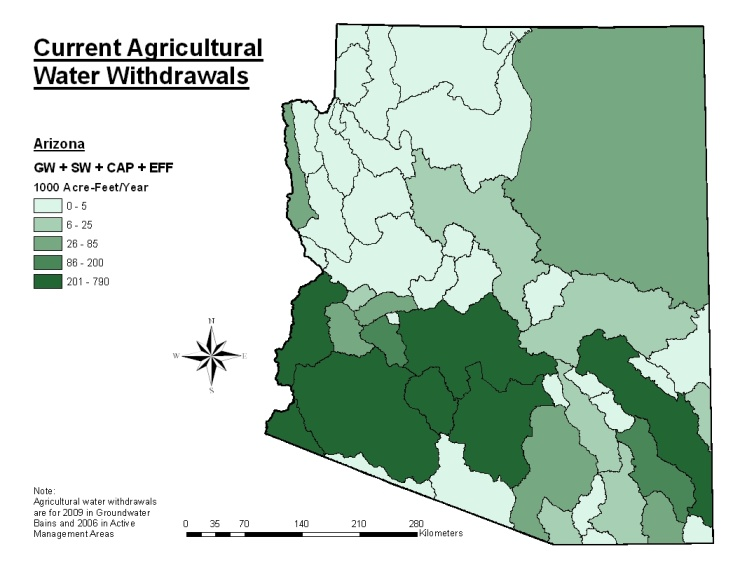 Current Agricultural
Water Withdrawals
Arizona
GW + SW + CAP + EFF
1000 Acre-Feet/Year
0 - 5
6 - 25
26 - 85
86 - 200
201 - 790
N
W E
S
Note:
Agricultural water withdrawals
are for 2009 in Groundwater
Bains and 2006 in Active
Management Areas
0 35 70 140 210 280
Kilometers